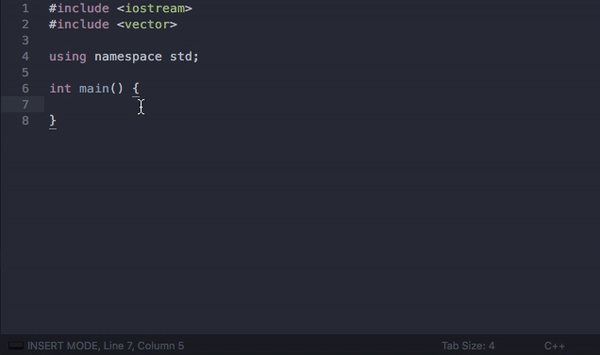 1 #include <iostream>
2 #include <vector>
3
4 using namespace std;
5
6 int main() {
7
8 }
INSERT MODE, Line 7, Column 5 Tab Size: 4 C++